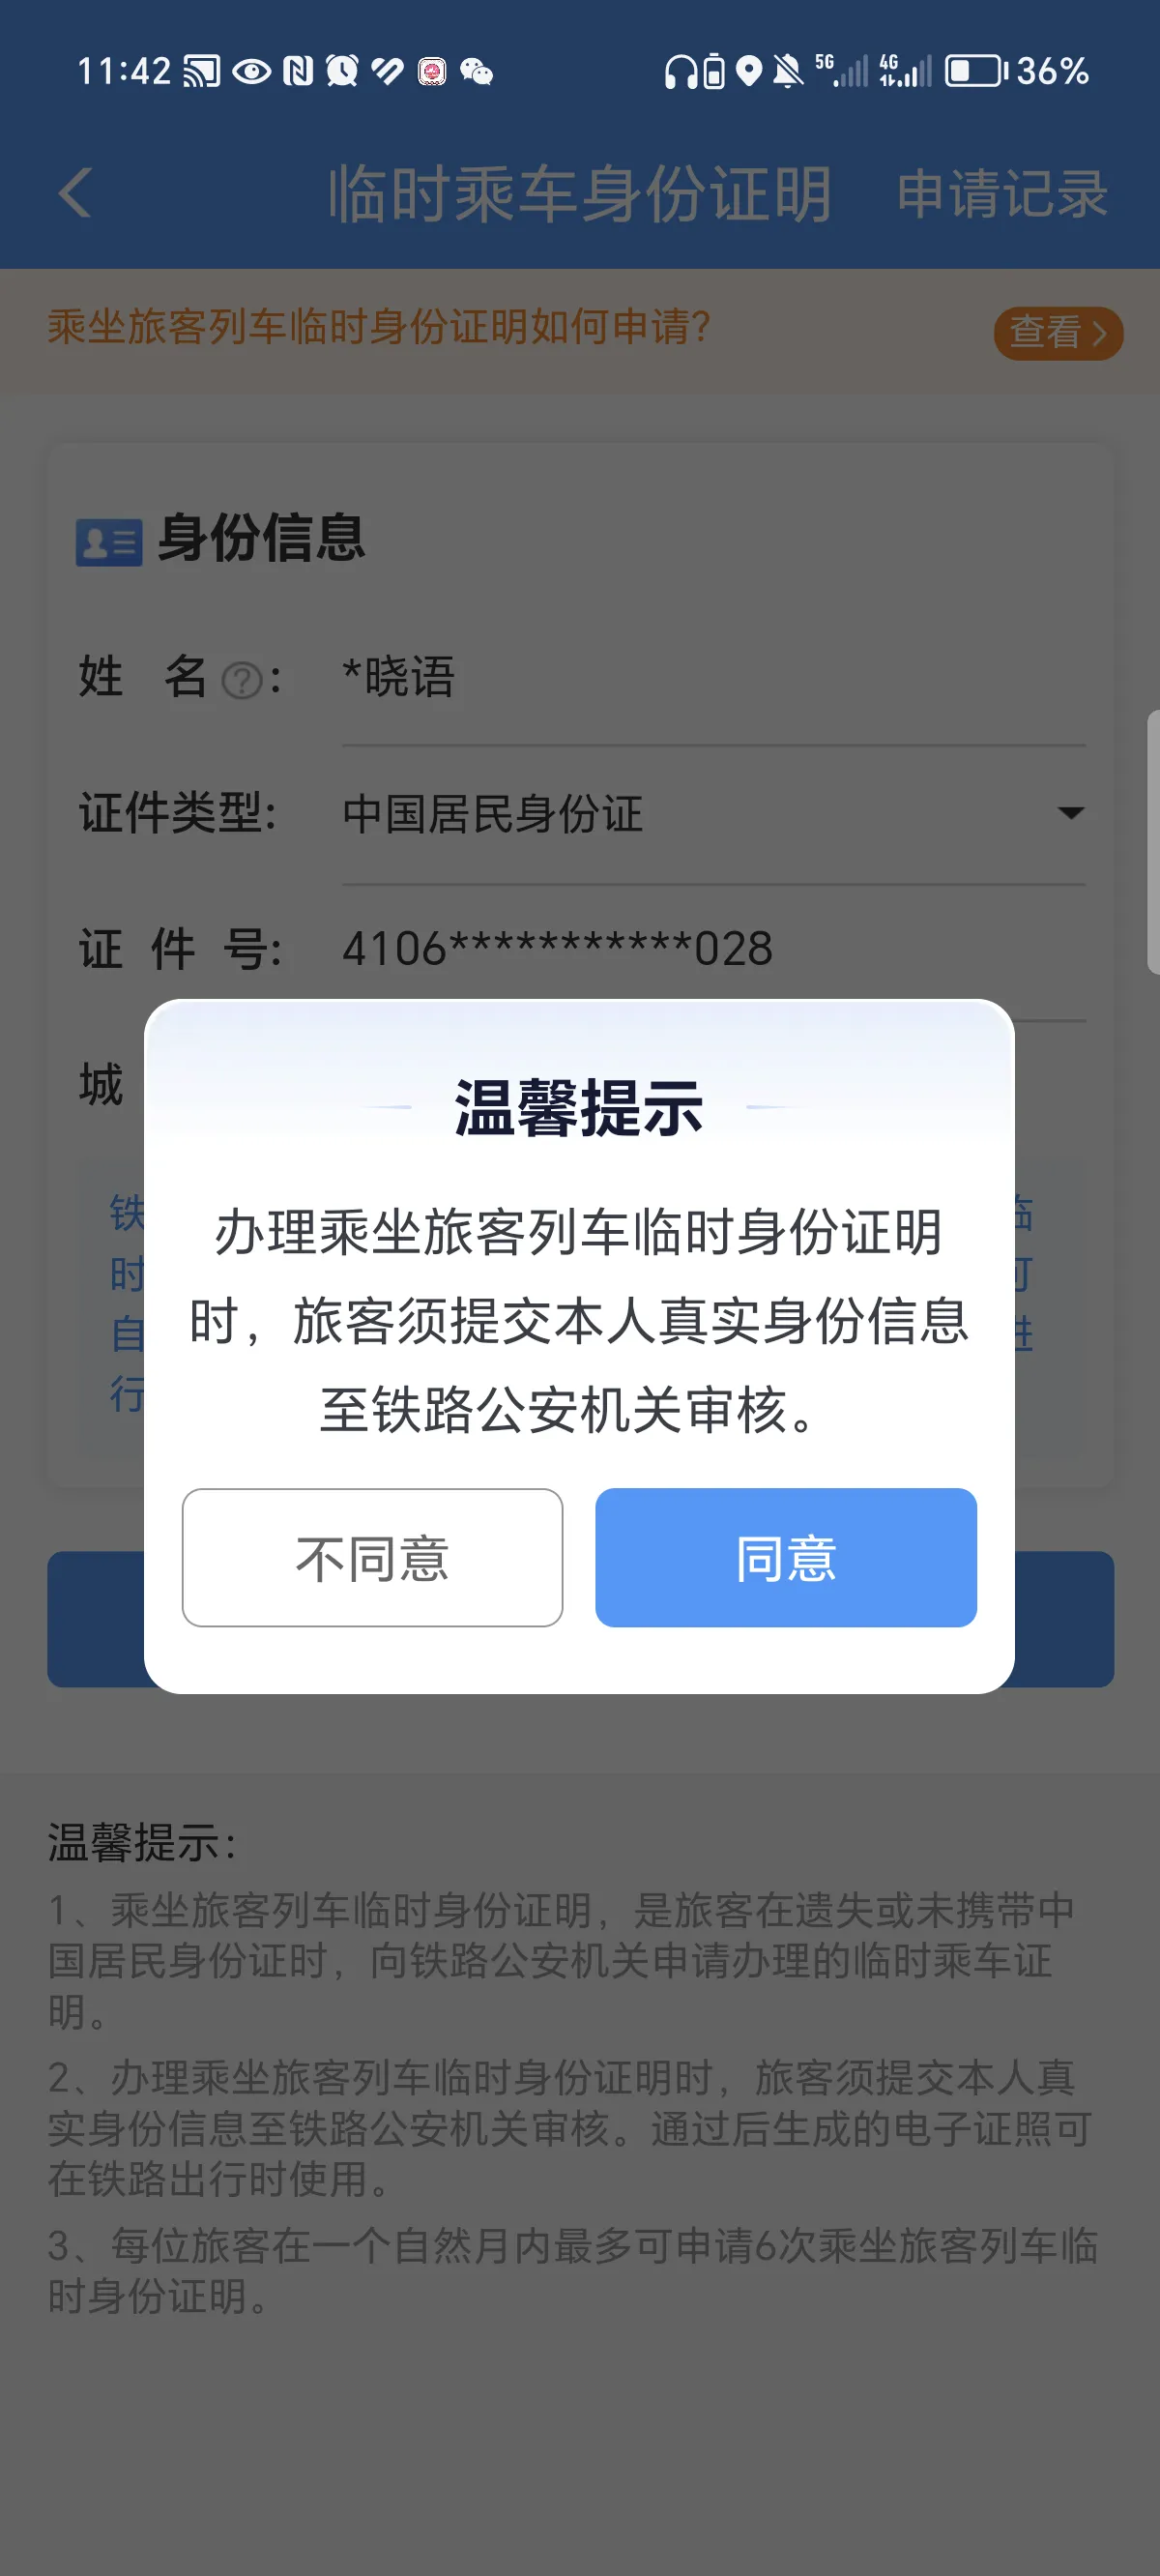 11:42
5G
4G
36%
临时乘车身份证明
申请记录
乘坐旅客列车临时身份证明如何申请?
查看
身份信息
姓 名?:
*晓语
证件类型:
中国居民身份证
证 件 号:
4106***********028
城
铁
临
时
可
自
进
行
温馨提示
办理乘坐旅客列车临时身份证明
时，旅客须提交本人真实身份信息
至铁路公安机关审核。
不同意
同意
温馨提示：
1、乘坐旅客列车临时身份证明，是旅客在遗失或未携带中
国居民身份证时，向铁路公安机关申请办理的临时乘车证
明。
2、办理乘坐旅客列车临时身份证明时，旅客须提交本人真
实身份信息至铁路公安机关审核。通过后生成的电子证照可
在铁路出行时使用。
3、每位旅客在一个自然月内最多可申请6次乘坐旅客列车临
时身份证明。